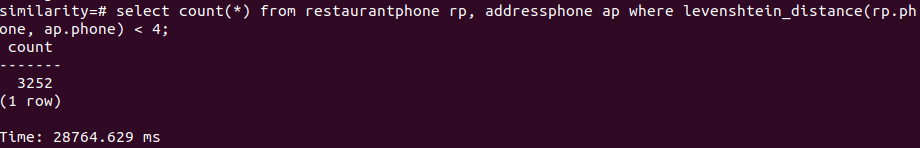 similarity=# select count(*) from restaurantphone rp, addressphone ap where levenshtein_distance(rp.ph
one, ap.phone) < 4;
 count
-------
  3252
(1 row)

Time: 28764.629 ms